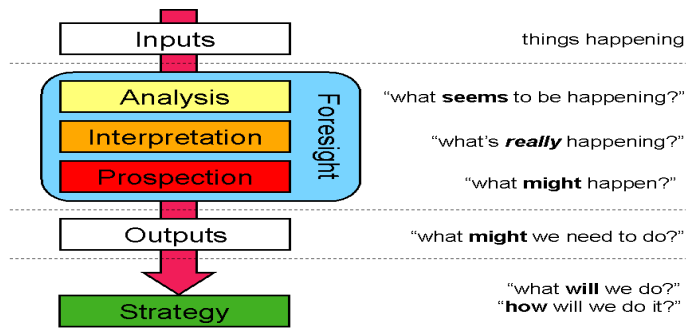 Inputs
things happening
Analysis
“what seems to be happening?”
Interpretation
“what’s really happening?”
Prospection
“what might happen?”
Foresight
Outputs
“what might we need to do?”
Strategy
“what will we do?”
“how will we do it?”